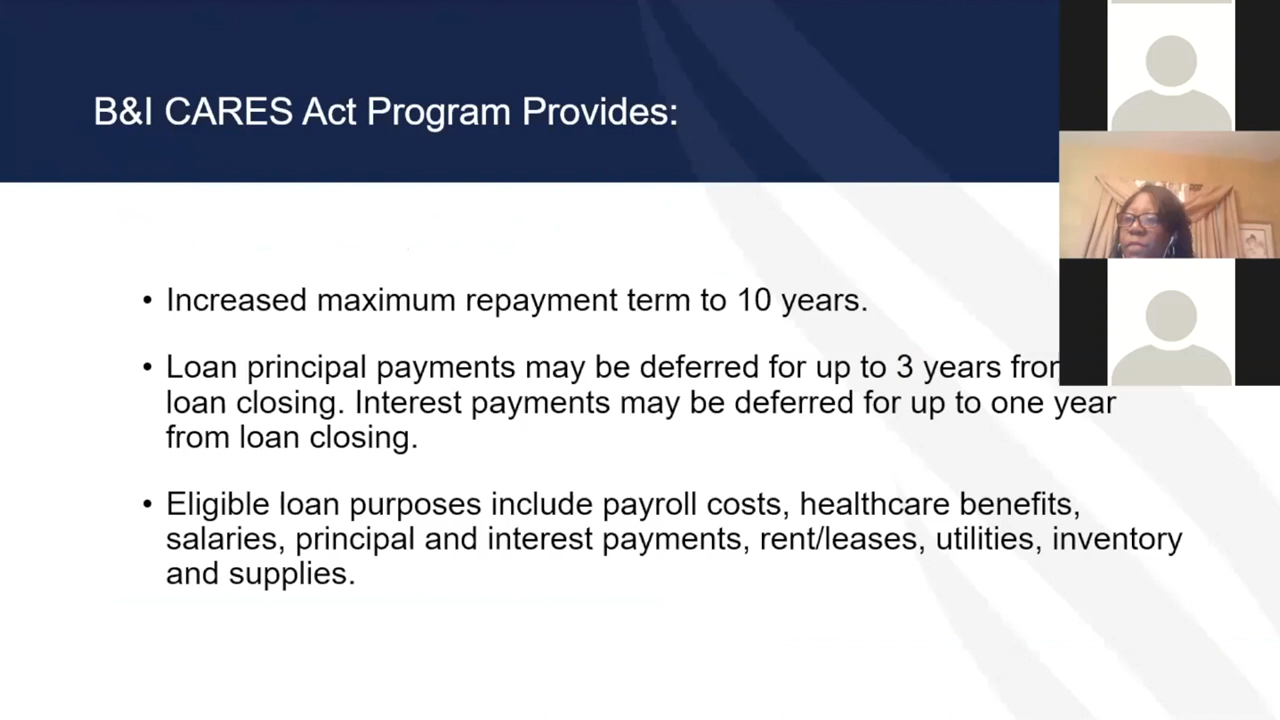 B&I CARES Act Program Provides:
• Increased maximum repayment term to 10 years.
• Loan principal payments may be deferred for up to 3 years
loan closing. Interest payments may be deferred for up to one year
from loan closing.
• Eligible loan purposes include payroll costs, healthcare benefits,
salaries, principal and interest payments, rent/leases, utilities, inventory
and supplies.